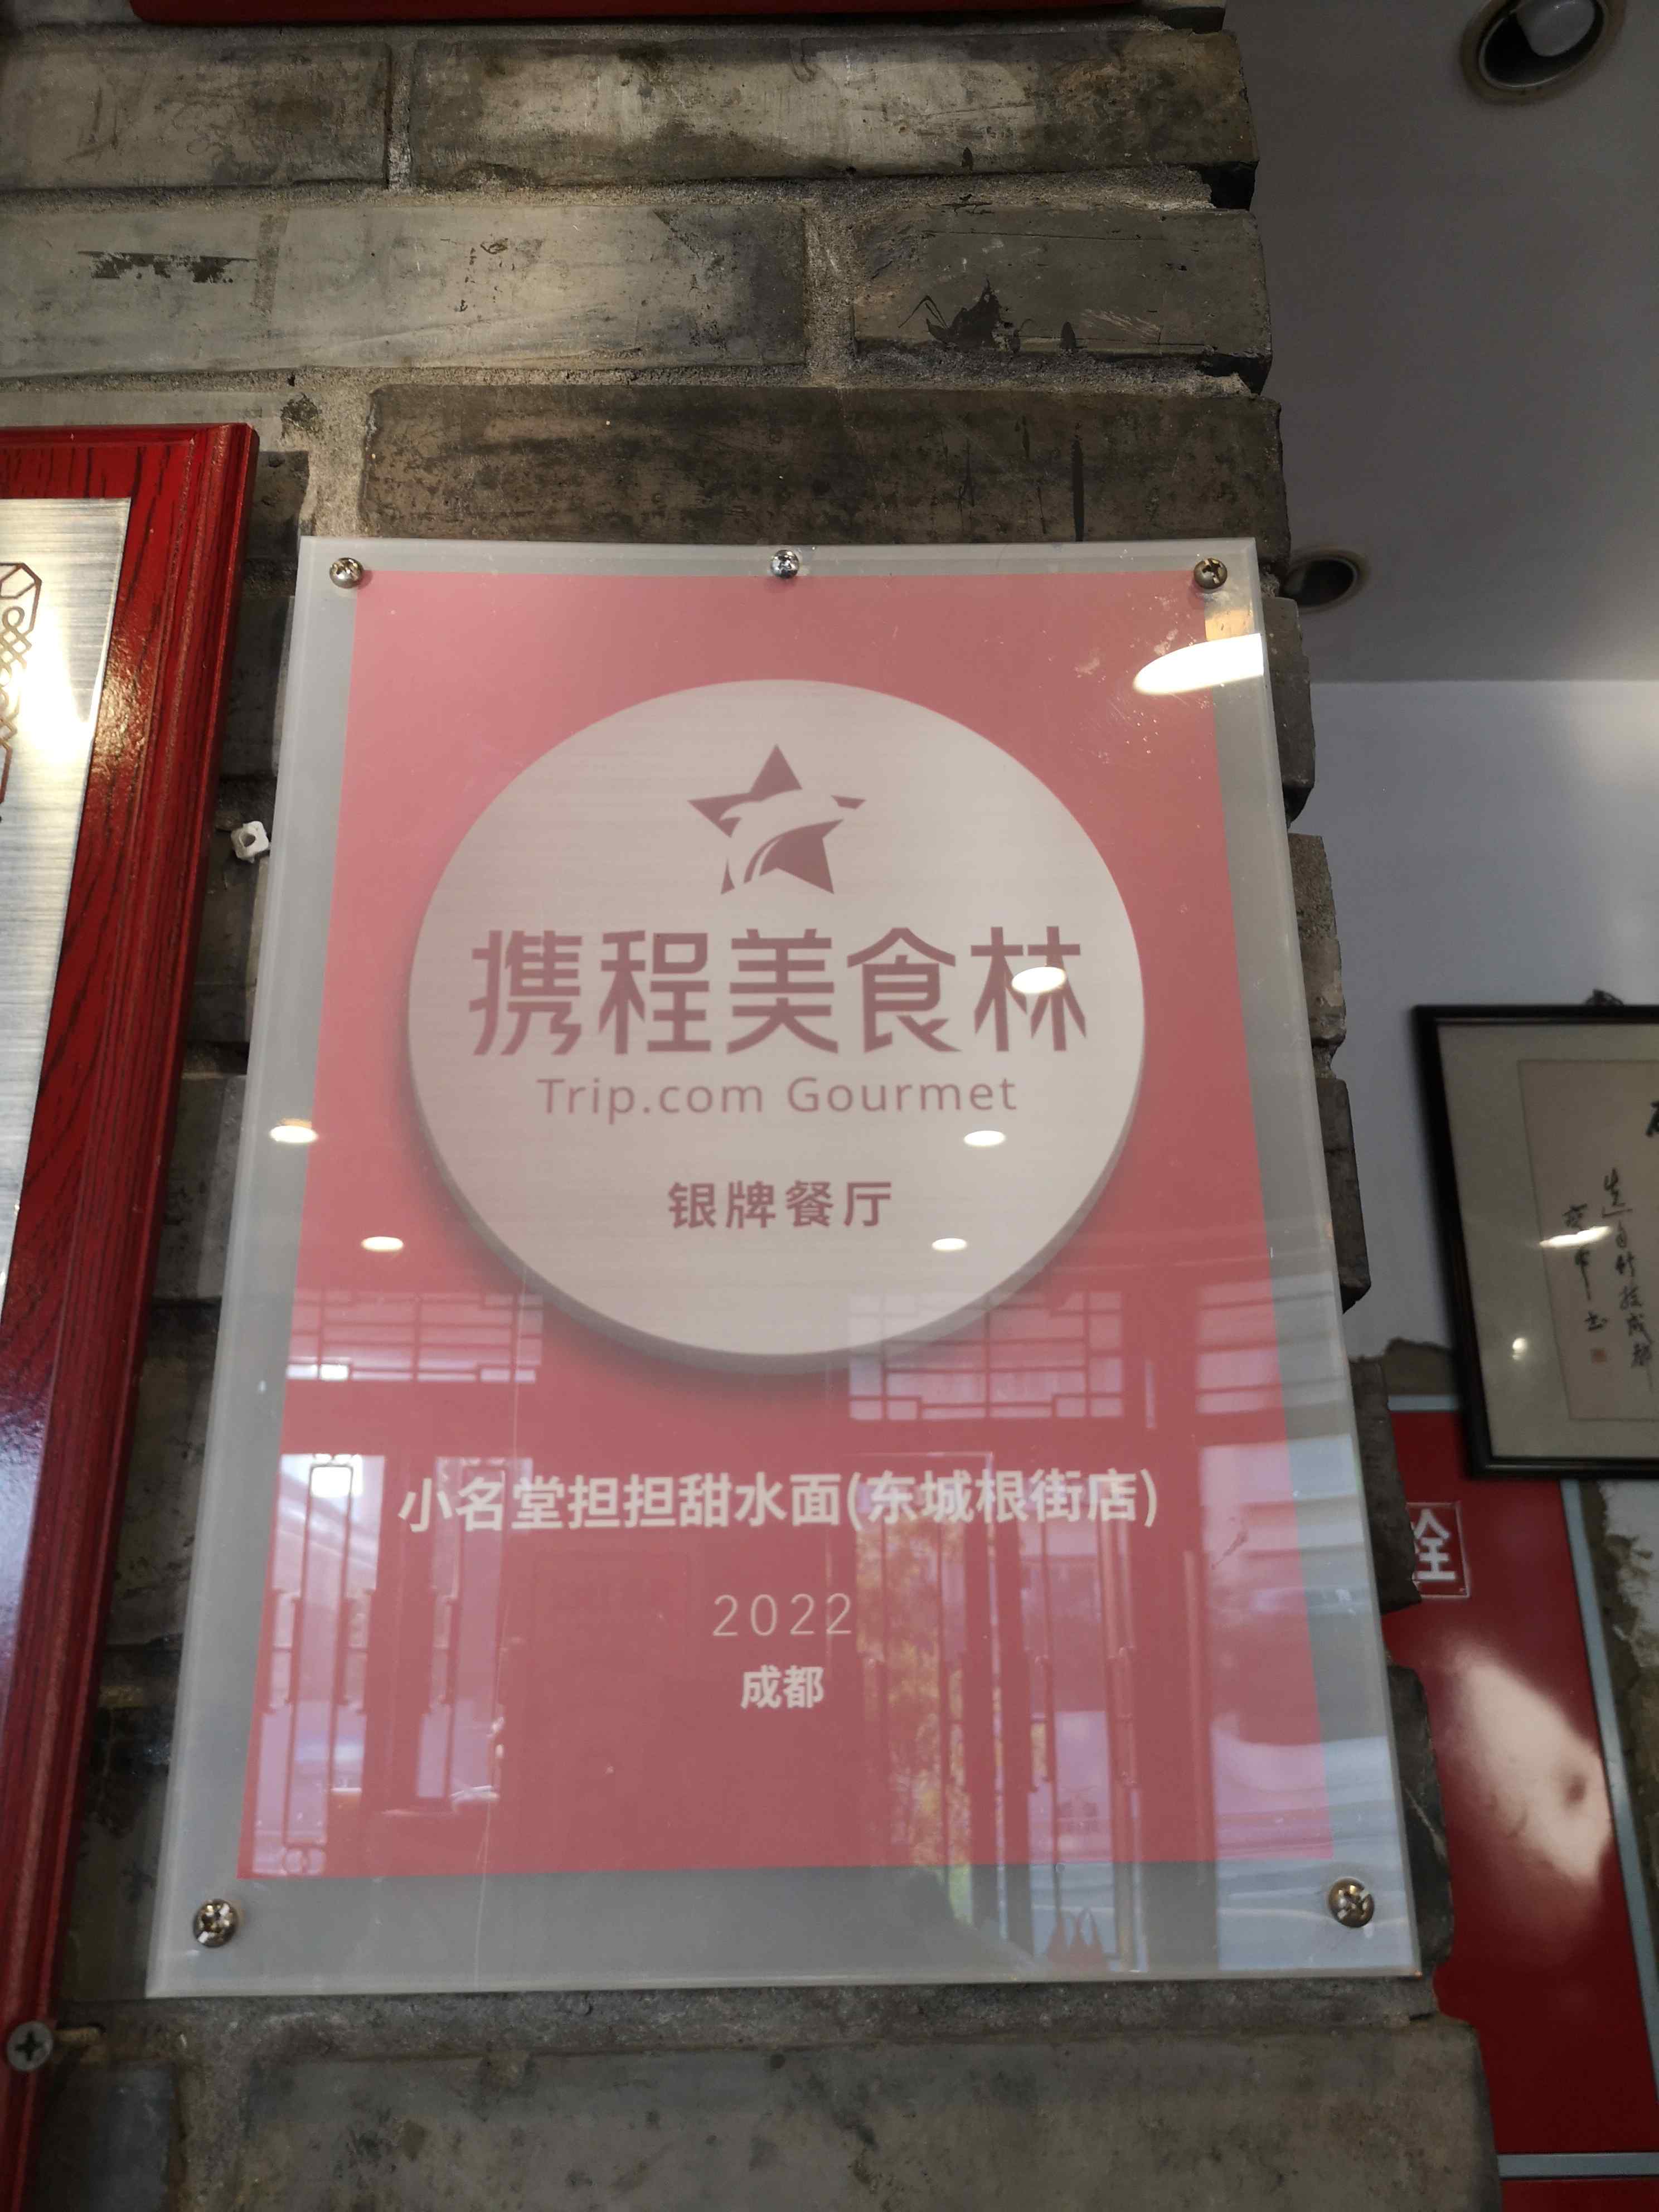 携程美食林
Trip.com Gourmet
银牌餐厅
小名堂担担甜水面(东城根街店)
2022
成都
栓